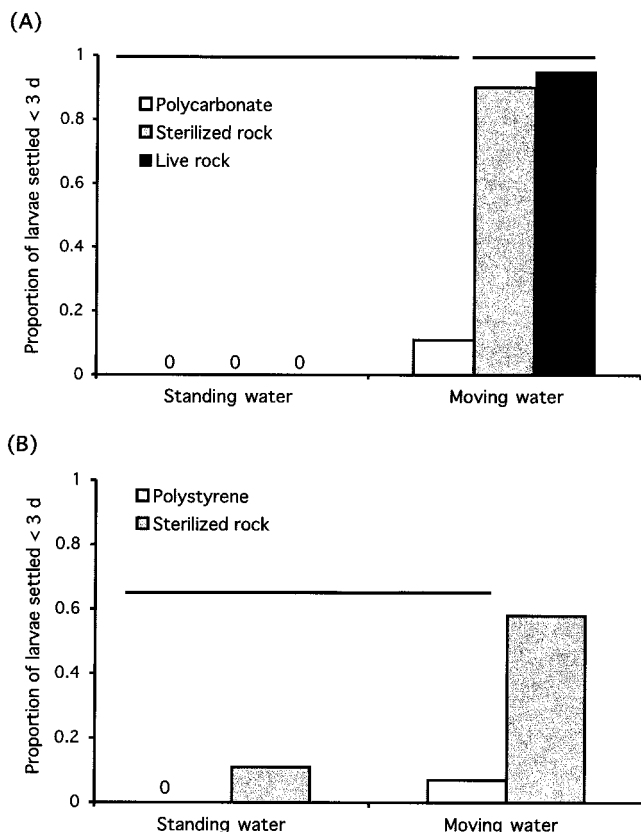 (A)
Proportion of larvae settled < 3 d
1
0.8
0.6
0.4
0.2
0
Polycarbonate
Sterilized rock
Live rock
0 0 0
Standing water Moving water
(B)
Proportion of larvae settled < 3 d
1
0.8
0.6
0.4
0.2
0
Polystyrene
Sterilized rock
0
Standing water Moving water